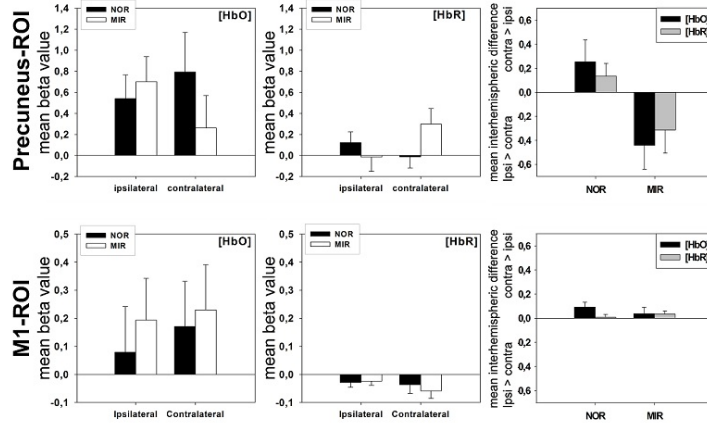 Precuneus-ROI
mean beta value
1,4
1,2
1,0
0,8
0,6
0,4
0,2
0,0
-0,2
NOR
MIR
[HbO]
ipsilateral
contralateral
mean beta value
1,4
1,2
1,0
0,8
0,6
0,4
0,2
0,0
-0,2
NOR
MIR
[HbR]
ipsilateral
contralateral
mean interhemispheric difference
Ipsi > contra
contra > ipsi
0,6
0,4
0,2
0,0
0,2
0,4
0,6
[HbO]
[HbR]
NOR
MIR
M1-ROI
mean beta value
0,5
0,4
0,3
0,2
0,1
0,0
-0,1
NOR
MIR
[HbO]
Ipsilateral
Contralateral
mean beta value
0,5
0,4
0,3
0,2
0,1
0,0
-0,1
NOR
MIR
[HbR]
Ipsilateral
Contralateral
mean interhemispheric difference
Ipsi > contra
contra > ipsi
0,6
0,4
0,2
0,0
0,2
0,4
0,6
[HbO]
[HbR]
NOR
MIR